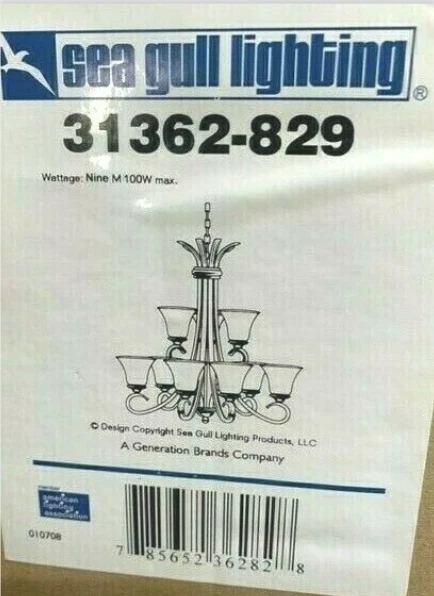 sea gull lighting®
31362-829
Wattage: Nine M 100W max.
© Design Copyright Sea Gull Lighting Products, LLC
A Generation Brands Company
member
american
lighting
association
010708
7 85652 36282 8